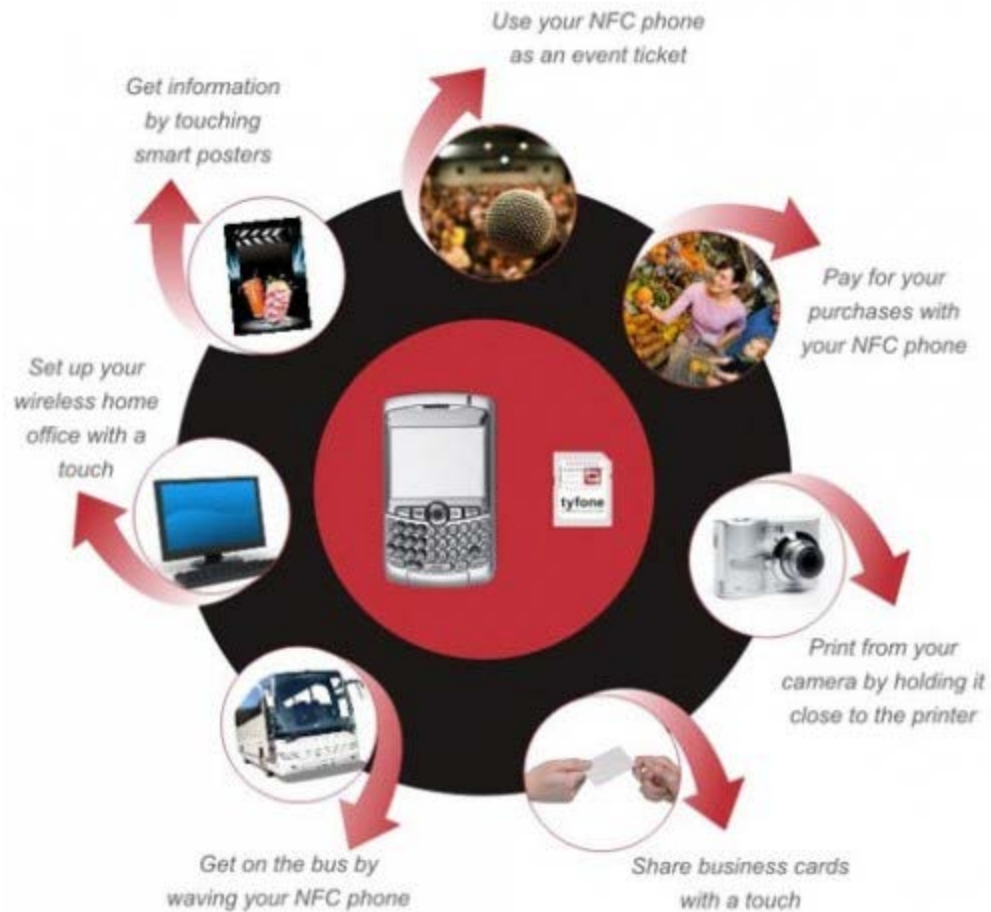 Use your NFC phone
as an event ticket
Get information
by touching
smart posters
Pay for your
purchases with
your NFC phone
Set up your
wireless home
office with a
touch
tyfone
Print from your
camera by holding it
close to the printer
Get on the bus by
waving your NFC phone
Share business cards
with a touch